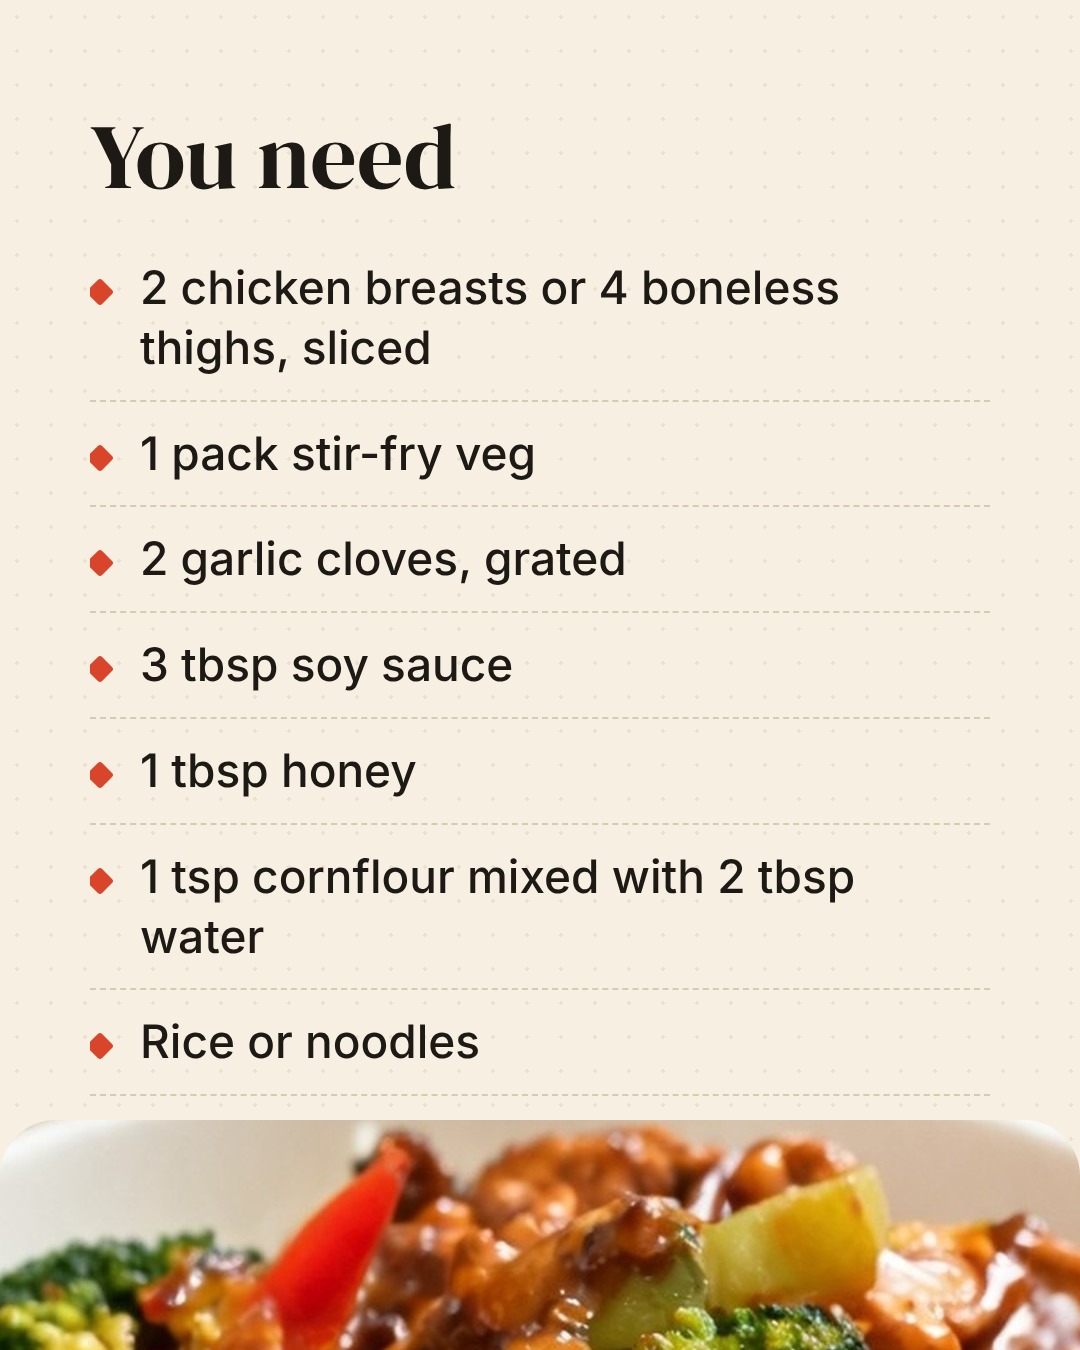 You need
2 chicken breasts or 4 boneless
thighs, sliced
1 pack stir-fry veg
2 garlic cloves, grated
3 tbsp soy sauce
1 tbsp honey
1 tsp cornflour mixed with 2 tbsp
water
Rice or noodles